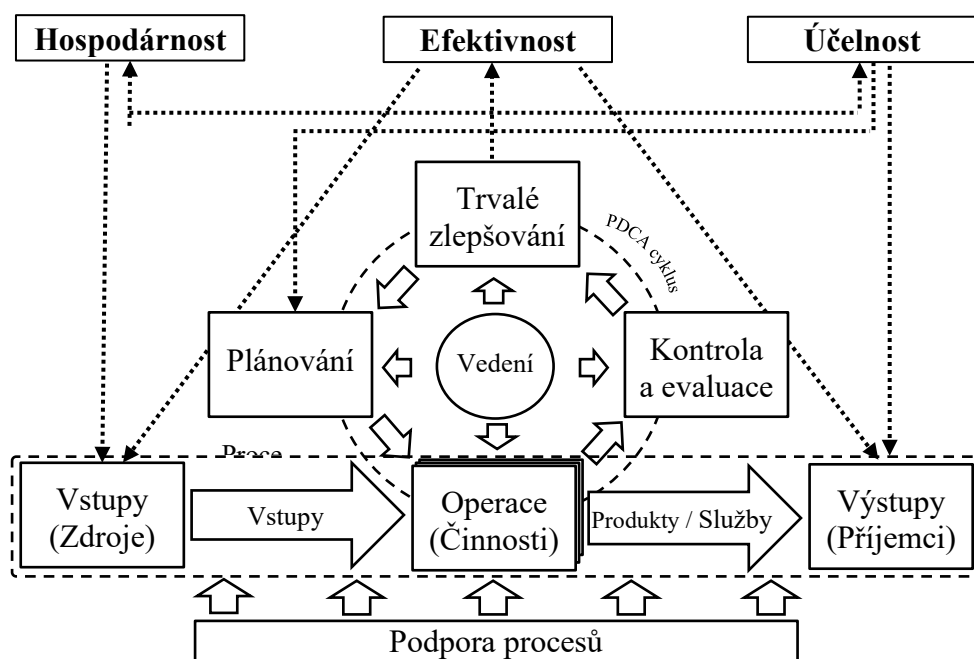 Hospodárnost
Efektivnost
Účelnost
Trvalé
zlepšování
PDCA cyklus
Plánování
Vedení
Kontrola
a evaluace
Proce
Vstupy
(Zdroje)
Vstupy
Operace
(Činnosti)
Produkty / Služby
Výstupy
(Příjemci)
Podpora procesů